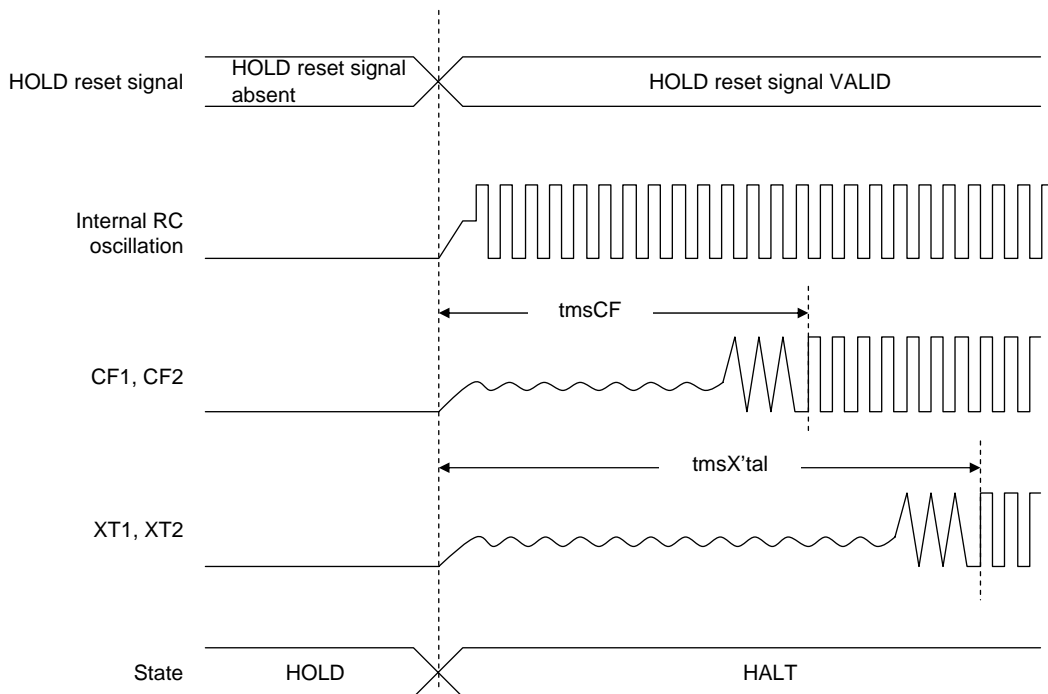 HOLD reset signal
HOLD reset signal
absent
HOLD reset signal VALID
Internal RC
oscillation
tmsCF
CF1, CF2
tmsX’tal
XT1, XT2
State
HOLD
HALT